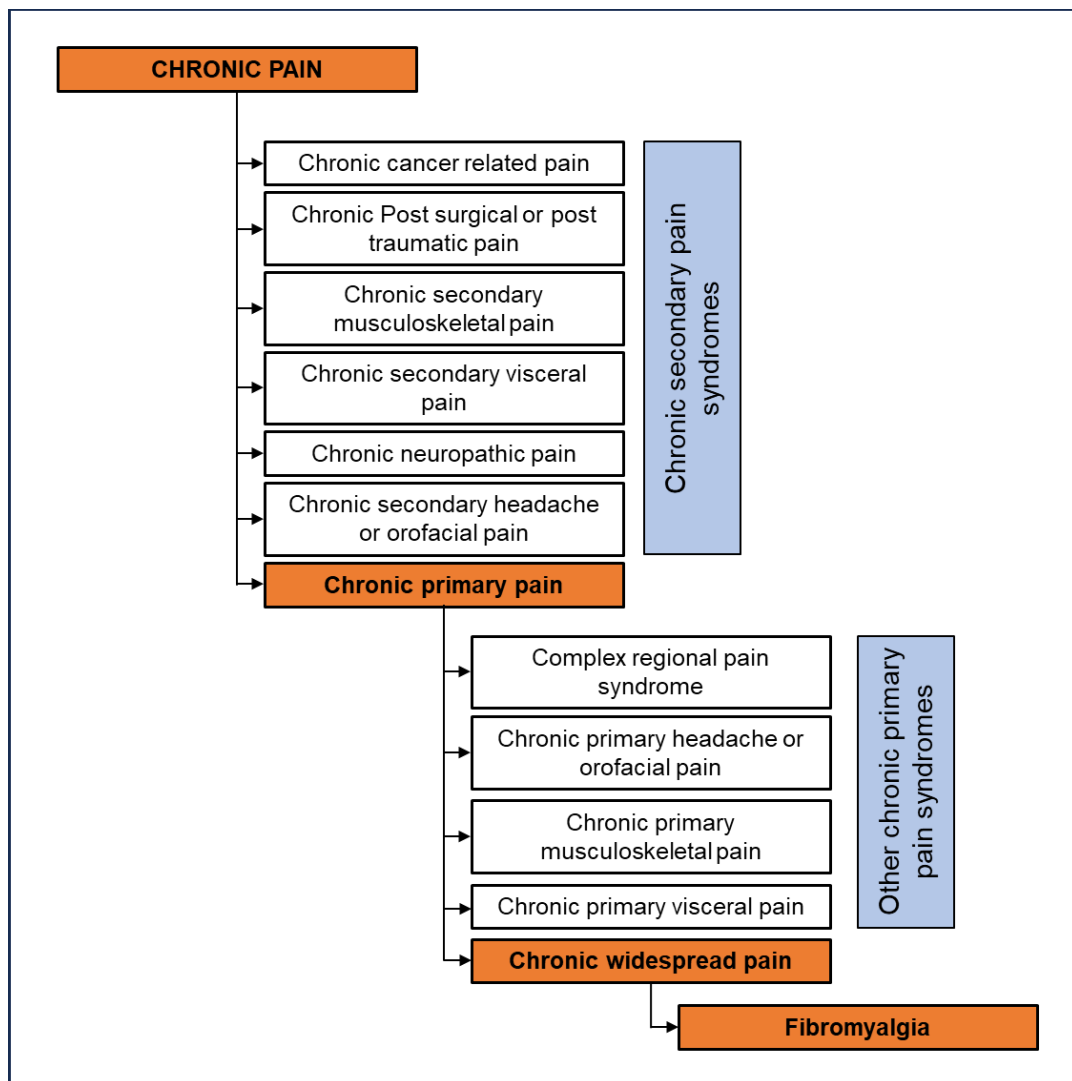 CHRONIC PAIN
Chronic cancer related pain
Chronic Post surgical or post
traumatic pain
Chronic secondary
musculoskeletal pain
Chronic secondary visceral
pain
Chronic neuropathic pain
Chronic secondary headache
or orofacial pain
Chronic secondary pain
syndromes
Chronic primary pain
Complex regional pain
syndrome
Chronic primary headache or
orofacial pain
Chronic primary
musculoskeletal pain
Chronic primary visceral pain
Other chronic primary
pain syndromes
Chronic widespread pain
Fibromyalgia